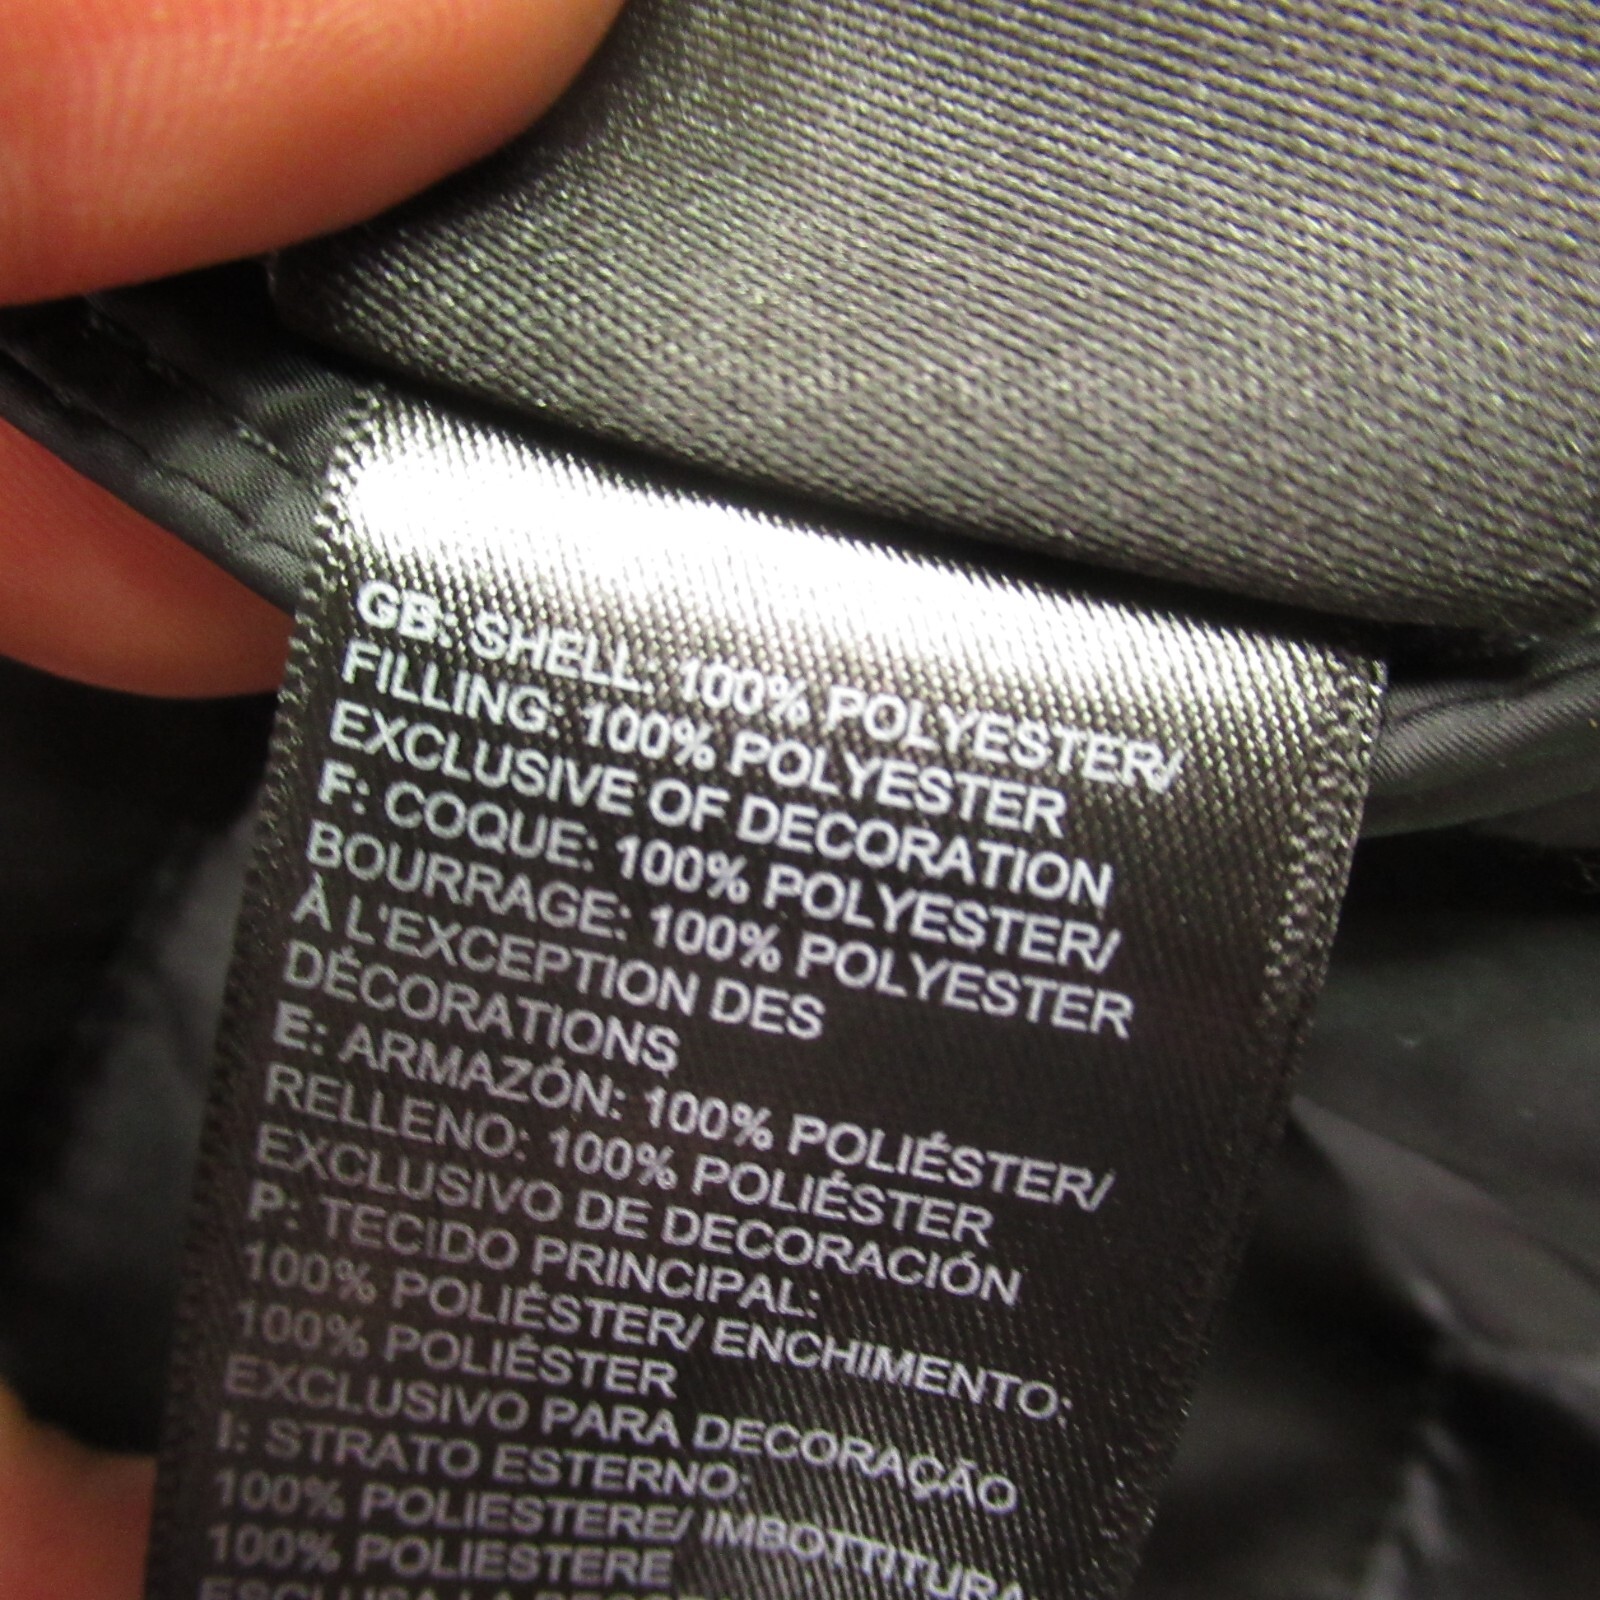 GB: SHELL: 100% POLYESTER/
FILLING: 100% POLYESTER
EXCLUSIVE OF DECORATION
F: COQUE: 100% POLYESTER/
BOURRAGE: 100% POLYESTER
À L'EXCEPTION DES
DÉCORATIONS
E: ARMAZÓN: 100% POLIÉSTER/
RELLENO: 100% POLIÉSTER
EXCLUSIVO DE DECORACIÓN
P: TECIDO PRINCIPAL:
100% POLIÉSTER/ ENCHIMENTO:
100% POLIÉSTER
EXCLUSIVO PARA DECORAÇÃO
I: STRATO ESTERNO:
100% POLIESTERE/ IMBOTTITURA
100% POLIESTERE